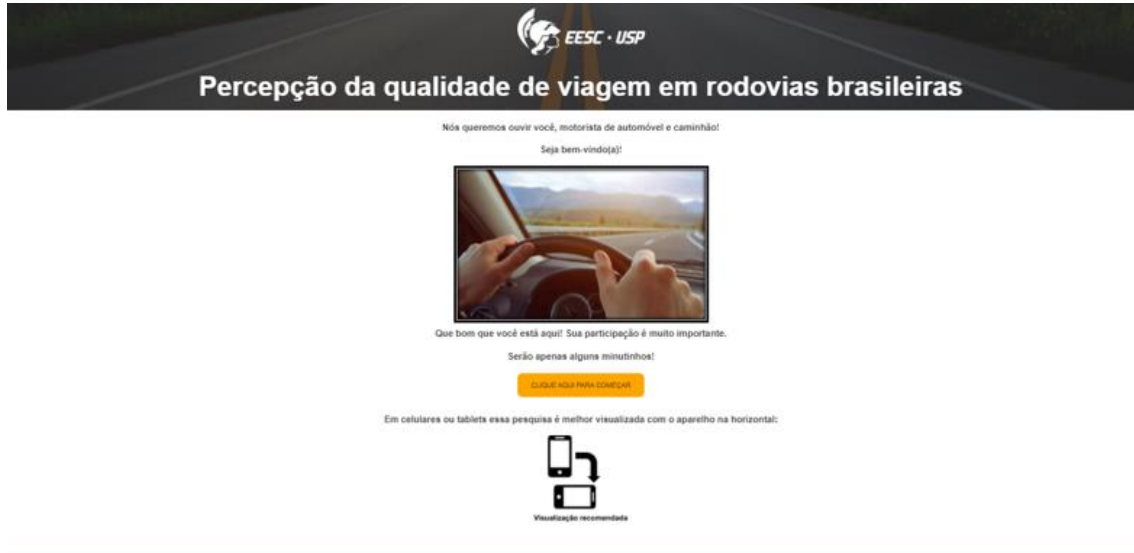 EESC · USP
Percepção da qualidade de viagem em rodovias brasileiras
Nós queremos ouvir você, motorista de automóvel e caminhão!
Seja bem-vindo(a)!
Que bom que você está aqui! Sua participação é muito importante.
Serão apenas alguns minutinhos!
CLIQUE AQUI PARA COMEÇAR
Em celulares ou tablets essa pesquisa é melhor visualizada com o aparelho na horizontal:
Visualização recomendada